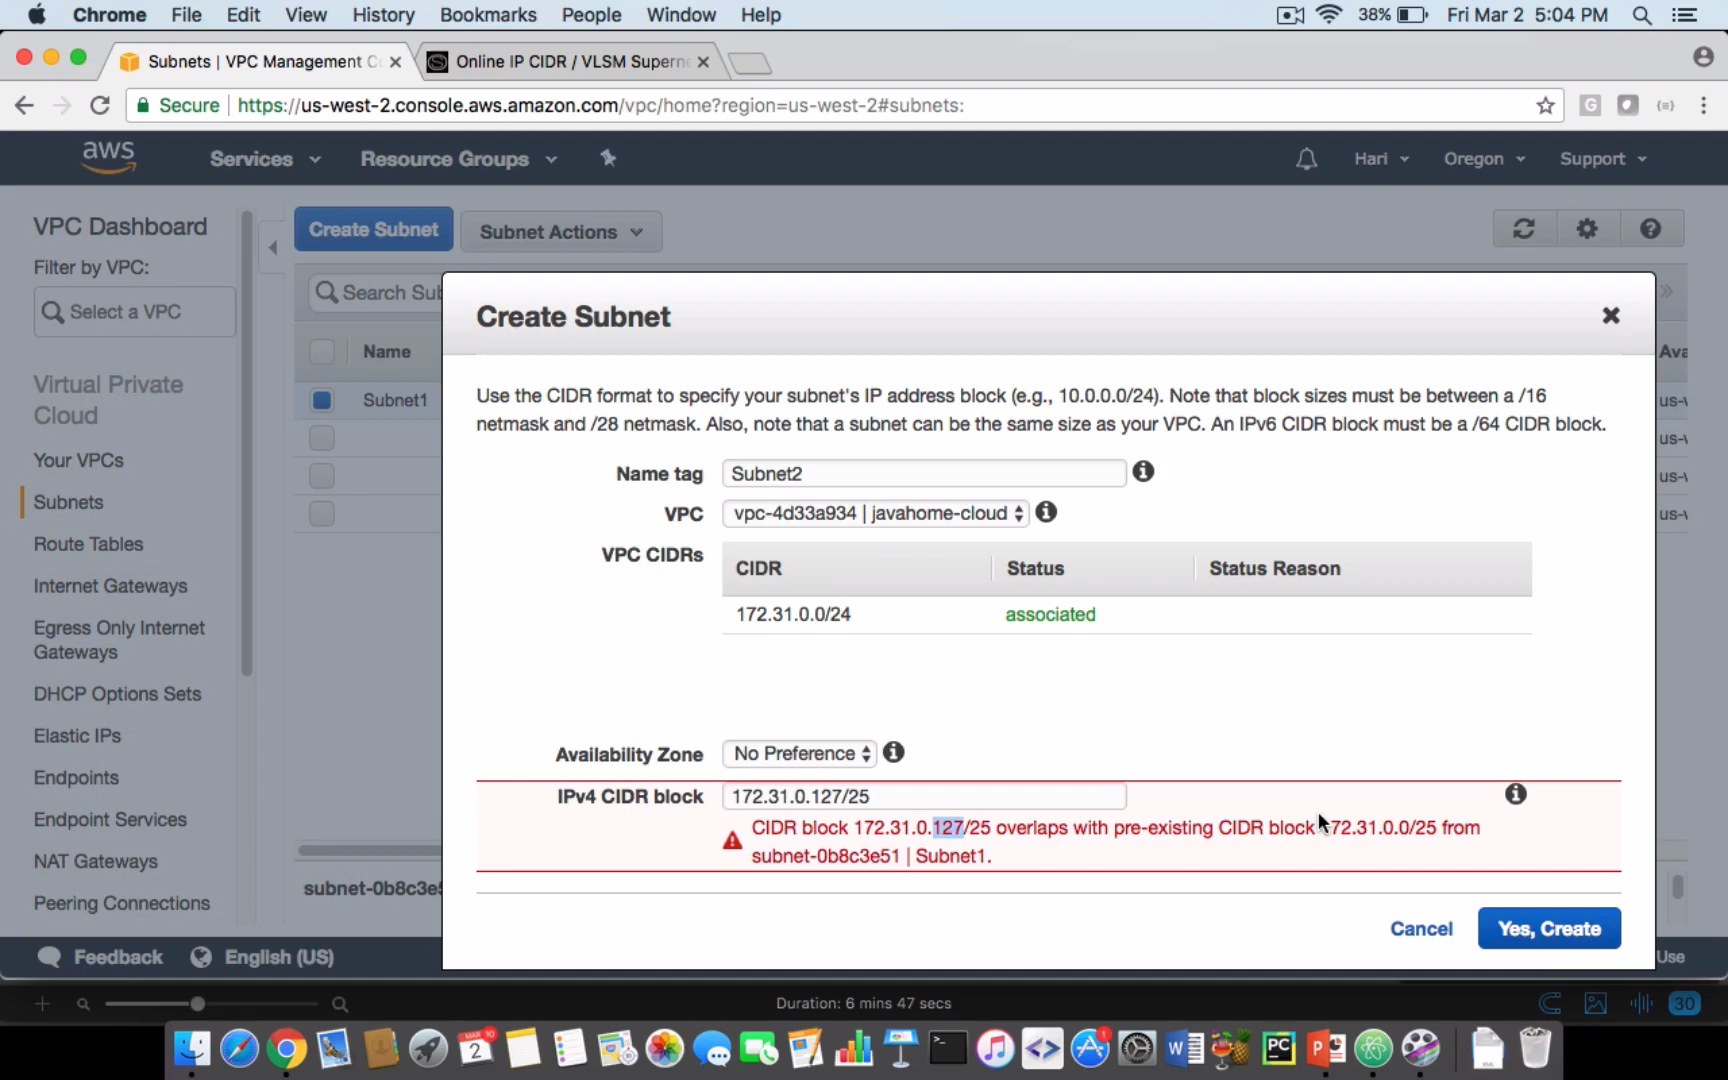 Chrome File Edit View History Bookmarks People Window Help 38% Fri Mar 2 5:04 PM
Subnets | VPC Management C Online IP CIDR / VLSM Supern
Secure https://us-west-2.console.aws.amazon.com/vpc/home?region=us-west-2#subnets:
aws Services Resource Groups Hari Oregon Support
VPC Dashboard
Filter by VPC:
Select a VPC
Virtual Private
Cloud
Your VPCs
Subnets
Route Tables
Internet Gateways
Egress Only Internet
Gateways
DHCP Options Sets
Elastic IPs
Endpoints
Endpoint Services
NAT Gateways
Peering Connections
Create Subnet Subnet Actions
Search Sub
Name Ava
Subnet1 us-w
us-w
us-w
us-w
subnet-0b8c3e5
Create Subnet
Use the CIDR format to specify your subnet's IP address block (e.g., 10.0.0.0/24). Note that block sizes must be between a /16
netmask and /28 netmask. Also, note that a subnet can be the same size as your VPC. An IPv6 CIDR block must be a /64 CIDR block.
Name tag Subnet2
VPC vpc-4d33a934 | javahome-cloud
VPC CIDRs
CIDR Status Status Reason
172.31.0.0/24 associated
Availability Zone No Preference
IPv4 CIDR block 172.31.0.127/25
CIDR block 172.31.0.127/25 overlaps with pre-existing CIDR block 172.31.0.0/25 from
subnet-0b8c3e51 | Subnet1.
Cancel Yes, Create
Feedback English (US) Use
Duration: 6 mins 47 secs 30